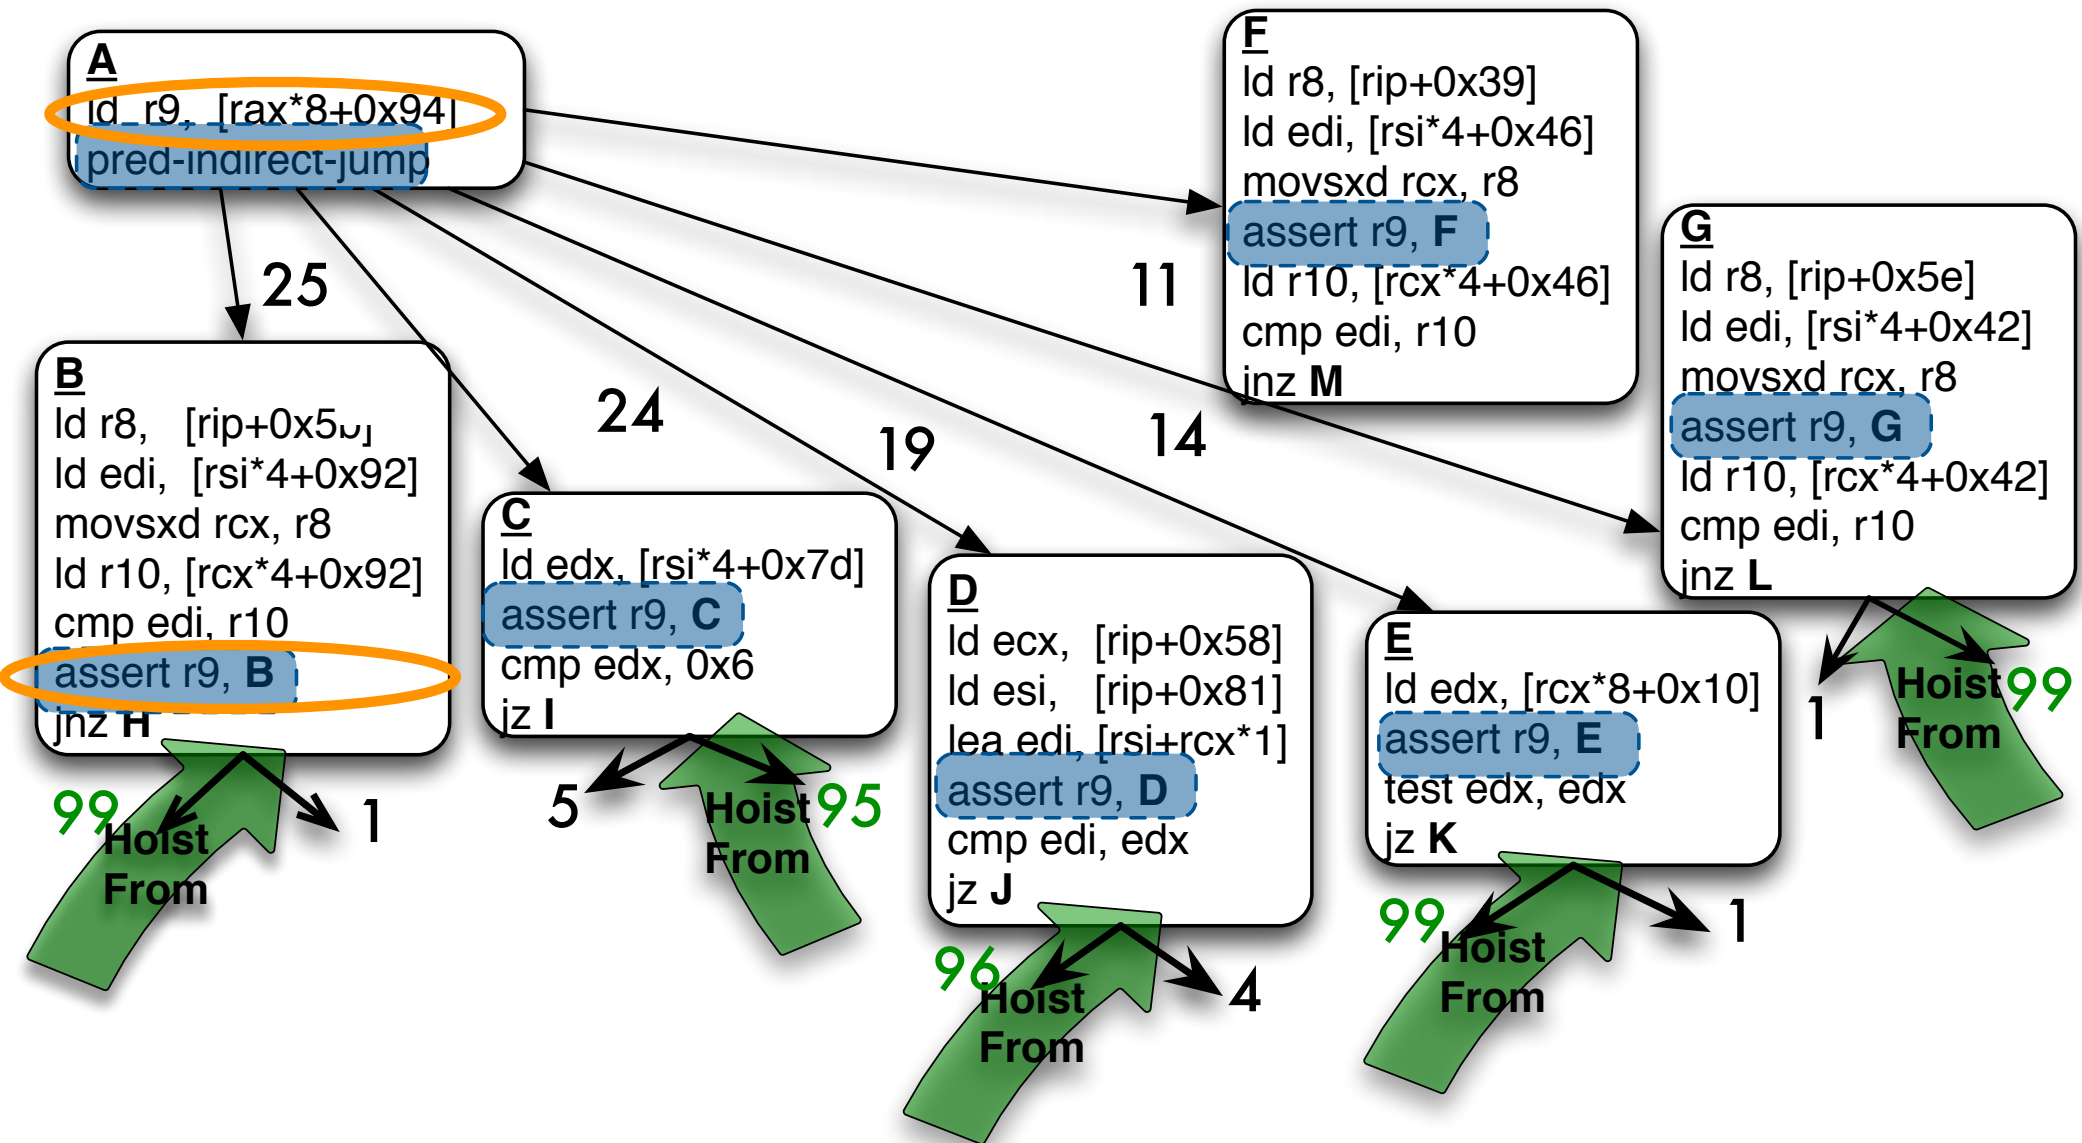 A
ld r9, [rax*8+0x94]
pred-indirect-jump
25
24
19
14
11
B
ld r8, [rip+0x5
ld edi, [rsi*4+0x92]
movsxd rcx, r8
ld r10, [rcx*4+0x92]
cmp edi, r10
assert r9, B
jnz H
99
1
Hoist
From
C
ld edx, [rsi*4+0x7d]
assert r9, C
cmp edx, 0x6
jz I
5
95
Hoist
From
D
ld ecx, [rip+0x58]
ld esi, [rip+0x81]
lea edi, [rsi+rcx*1]
assert r9, D
cmp edi, edx
jz J
96
4
Hoist
From
E
ld edx, [rcx*8+0x10]
assert r9, E
test edx, edx
jz K
99
1
Hoist
From
F
ld r8, [rip+0x39]
ld edi, [rsi*4+0x46]
movsxd rcx, r8
assert r9, F
ld r10, [rcx*4+0x46]
cmp edi, r10
jnz M
G
ld r8, [rip+0x5e]
ld edi, [rsi*4+0x42]
movsxd rcx, r8
assert r9, G
ld r10, [rcx*4+0x42]
cmp edi, r10
jnz L
1
99
Hoist
From